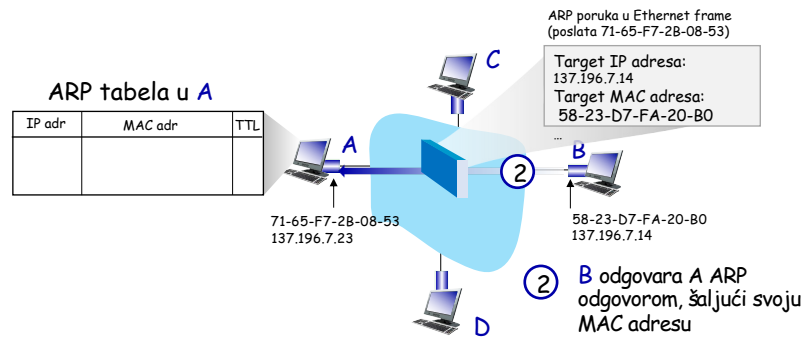 ARP poruka u Ethernet frame
(poslata 71-65-F7-2B-08-53)
Target IP adresa:
137.196.7.14
Target MAC adresa:
58-23-D7-FA-20-B0
...
C
ARP tabela u A
IP adr MAC adr TTL
A
B
2
71-65-F7-2B-08-53
137.196.7.23
58-23-D7-FA-20-B0
137.196.7.14
D
2
B odgovara A ARP
odgovorom, šaljući svoju
MAC adresu